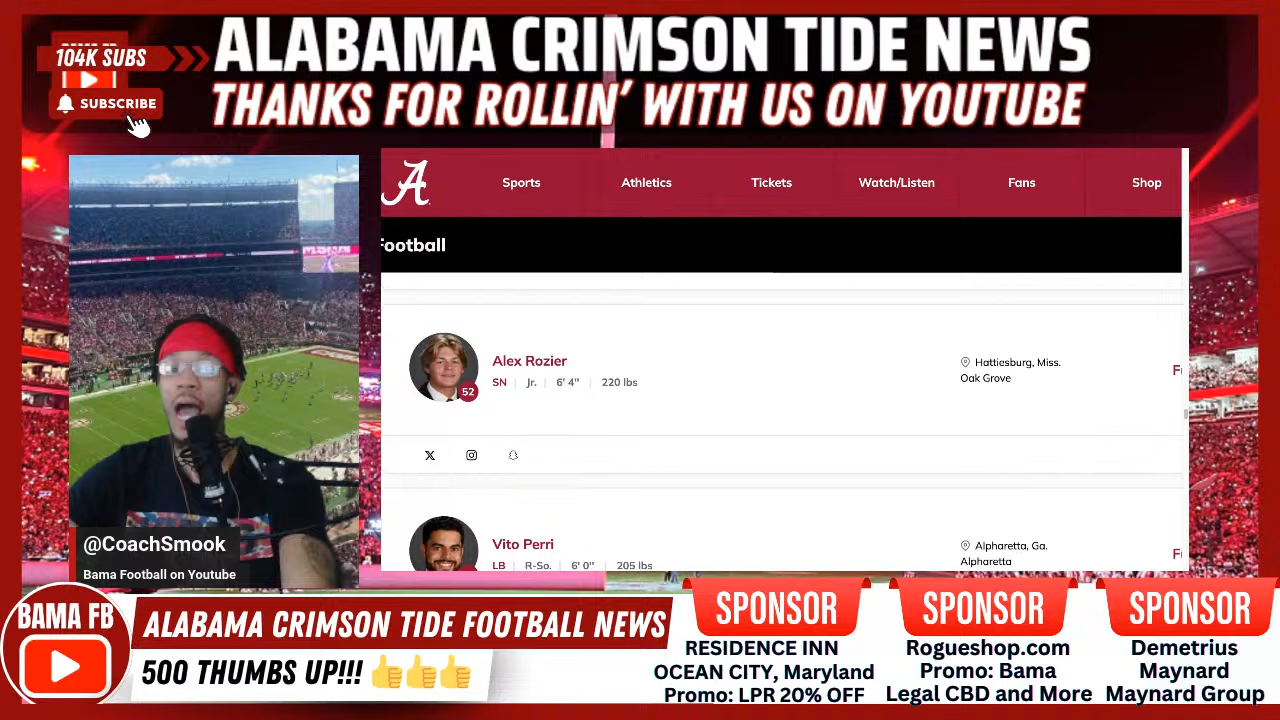 ALABAMA CRIMSON TIDE NEWS
104K SUBS
SUBSCRIBE
THANKS FOR ROLLIN' WITH US ON YOUTUBE
Sports
Athletics
Tickets
Watch/Listen
Fans
Shop
Football
Alex Rozier
SN | Jr. | 6' 4" | 220 lbs
52
Hattiesburg, Miss.
Oak Grove
Vito Perri
LB | R-So. | 6' 0" | 205 lbs
Alpharetta, Ga.
Alpharetta
@CoachSmook
Bama Football on Youtube
BAMA FB
ALABAMA CRIMSON TIDE FOOTBALL NEWS
500 THUMBS UP!!! 👍👍👍
SPONSOR
RESIDENCE INN
OCEAN CITY, Maryland
Promo: LPR 20% OFF
SPONSOR
Rogueshop.com
Promo: Bama
Legal CBD and More
SPONSOR
Demetrius
Maynard
Maynard Group